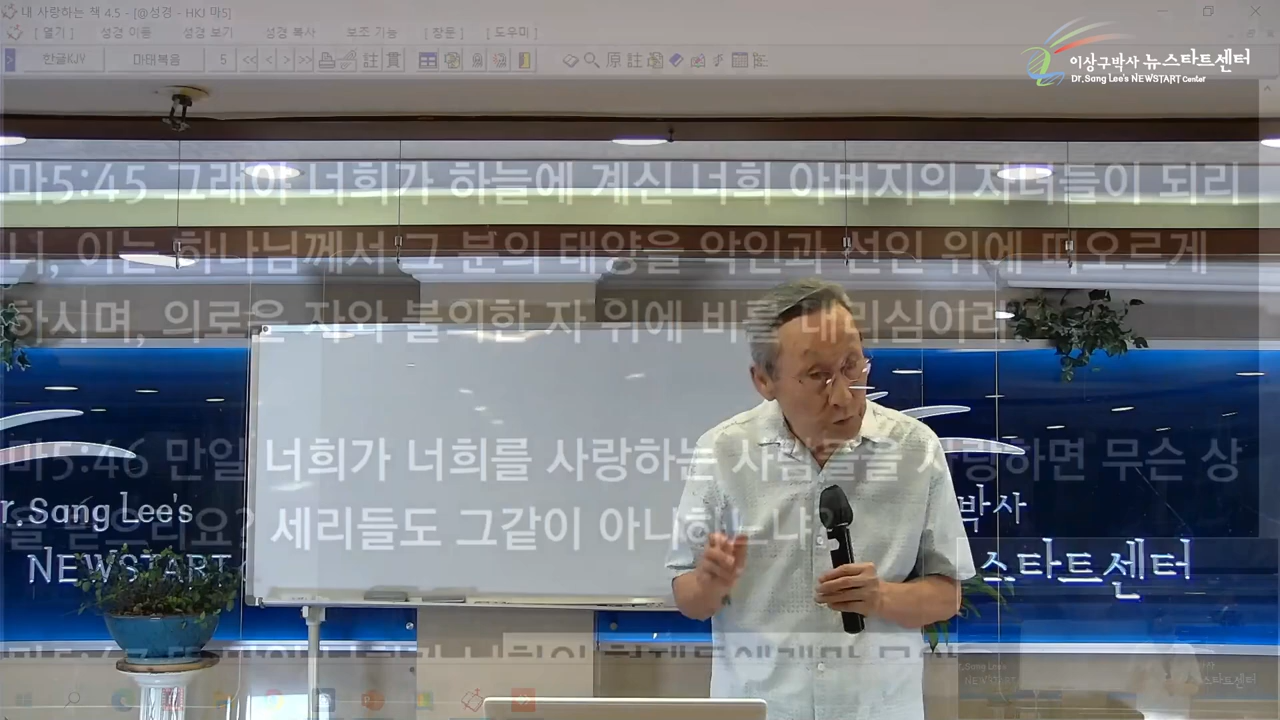 내 사랑하는 책 4.5 - [@성경 - HKJ 마5]
[ 열기 ] 성경 이름 성경 보기 성경 복사 보조 기능 [ 창문 ] [ 도우미 ]
한글KJV 마태복음 5 << < > >> 註 貫 原 註
이상구박사 뉴스타트센터
Dr.Sang Lee's NEWSTART Center
마5:45 그래야 너희가 하늘에 계신 너희 아버지의 자녀들이 되리
니, 이는 하나님께서 그 분의 태양을 악인과 선인 위에 떠오르게
하시며, 의로운 자와 불의한 자 위에 비를 내리심이라
마5:46 만일 너희가 너희를 사랑하는 사람들을 사랑하면 무슨 상
을 받으리요? 세리들도 그같이 아니하느냐?
r.Sang Lee's
NEWSTART
박사
스타트센터